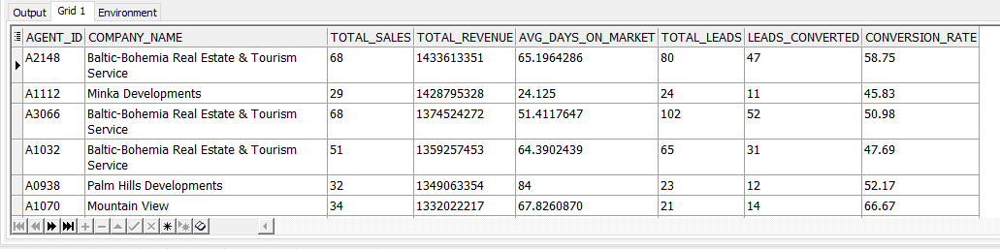 Output Grid 1 Environment
AGENT_ID COMPANY_NAME TOTAL_SALES TOTAL_REVENUE AVG_DAYS_ON_MARKET TOTAL_LEADS LEADS_CONVERTED CONVERSION_RATE
A2148 Baltic-Bohemia Real Estate & Tourism 68 1433613351 65.1964286 80 47 58.75
Service
A1112 Minka Developments 29 1428795328 24.125 24 11 45.83
A3066 Baltic-Bohemia Real Estate & Tourism 68 1374524272 51.4117647 102 52 50.98
Service
A1032 Baltic-Bohemia Real Estate & Tourism 51 1359257453 64.3902439 65 31 47.69
Service
A0938 Palm Hills Developments 32 1349063354 84 23 12 52.17
A1070 Mountain View 34 1332022217 67.8260870 21 14 66.67